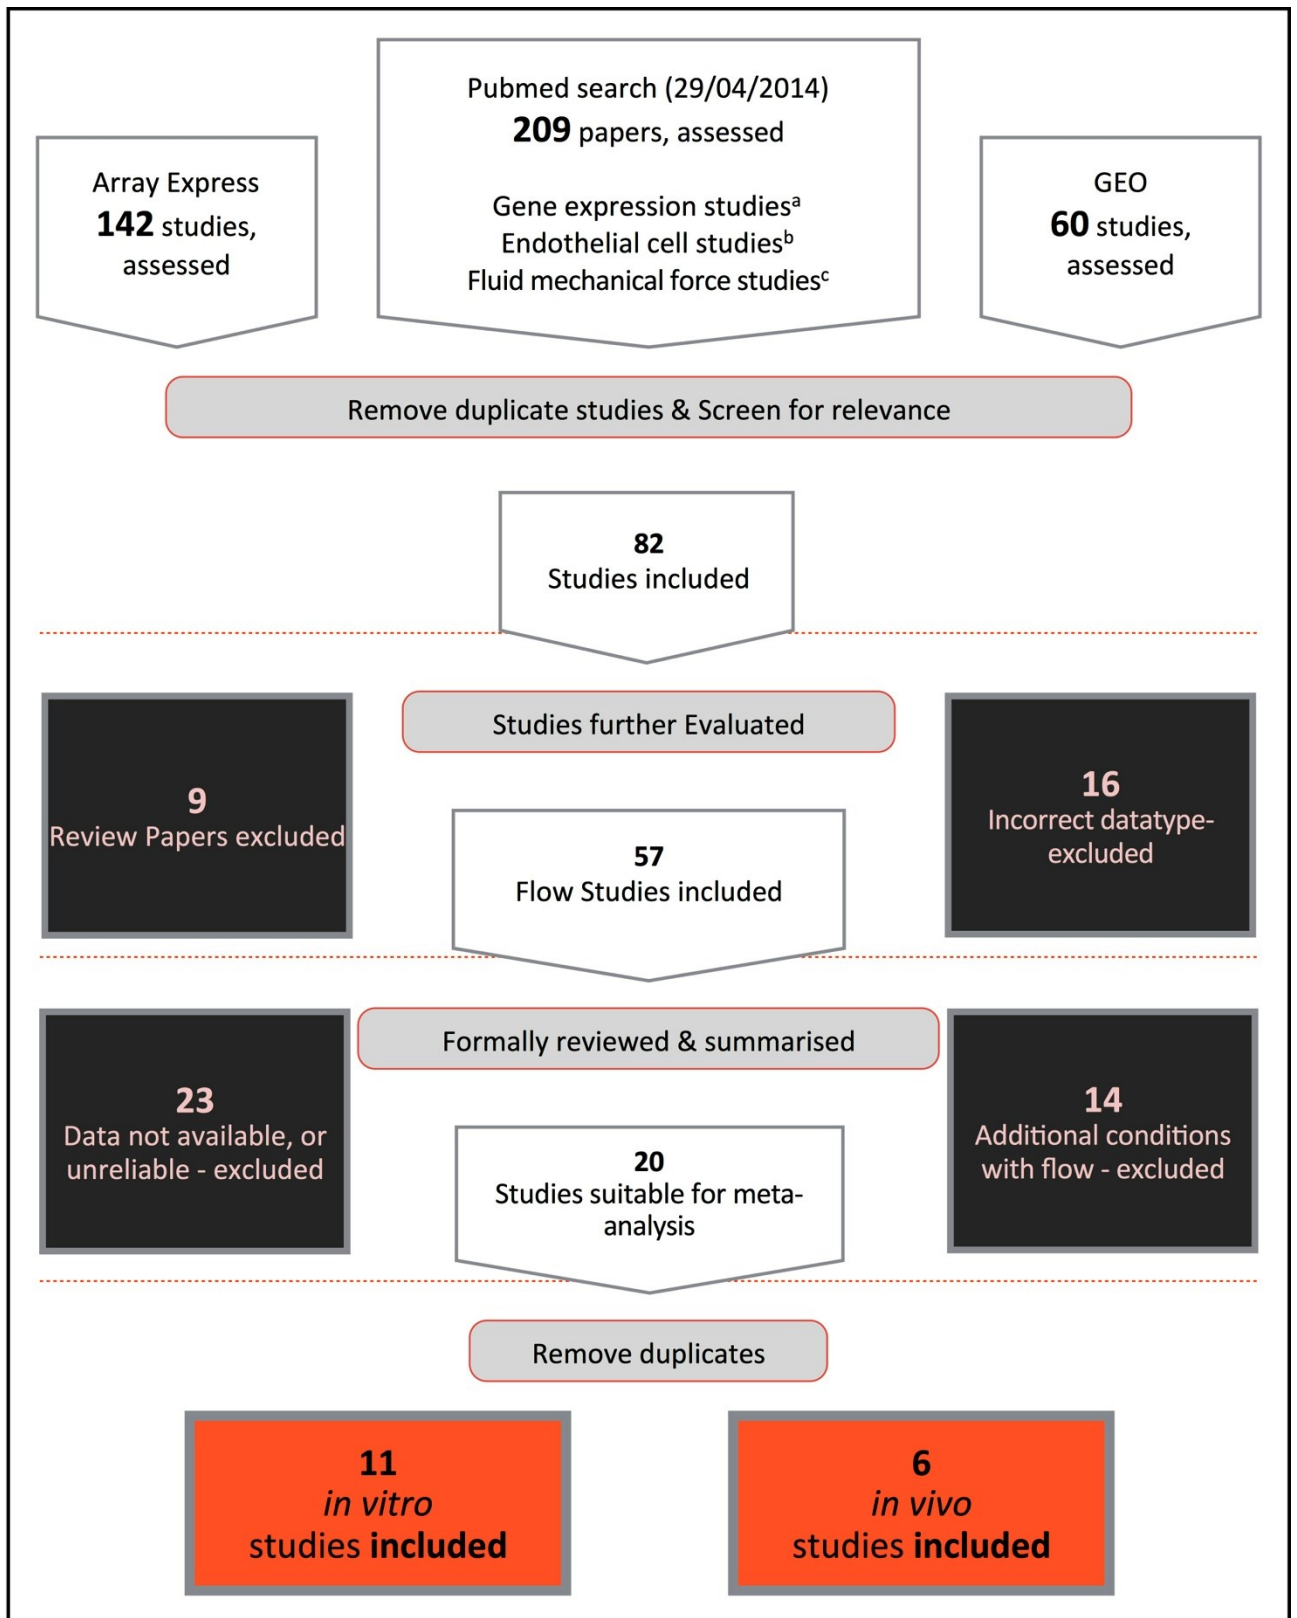 Pubmed search (29/04/2014)
209 papers, assessed
Gene expression studiesᵃ
Endothelial cell studiesᵇ
Fluid mechanical force studiesᶜ
Array Express
142 studies,
assessed
GEO
60 studies,
assessed
Remove duplicate studies & Screen for relevance
82
Studies included
Studies further Evaluated
9
Review Papers excluded
16
Incorrect datatype-
excluded
57
Flow Studies included
Formally reviewed & summarised
23
Data not available, or
unreliable - excluded
14
Additional conditions
with flow - excluded
20
Studies suitable for meta-
analysis
Remove duplicates
11
in vitro
studies included
6
in vivo
studies included